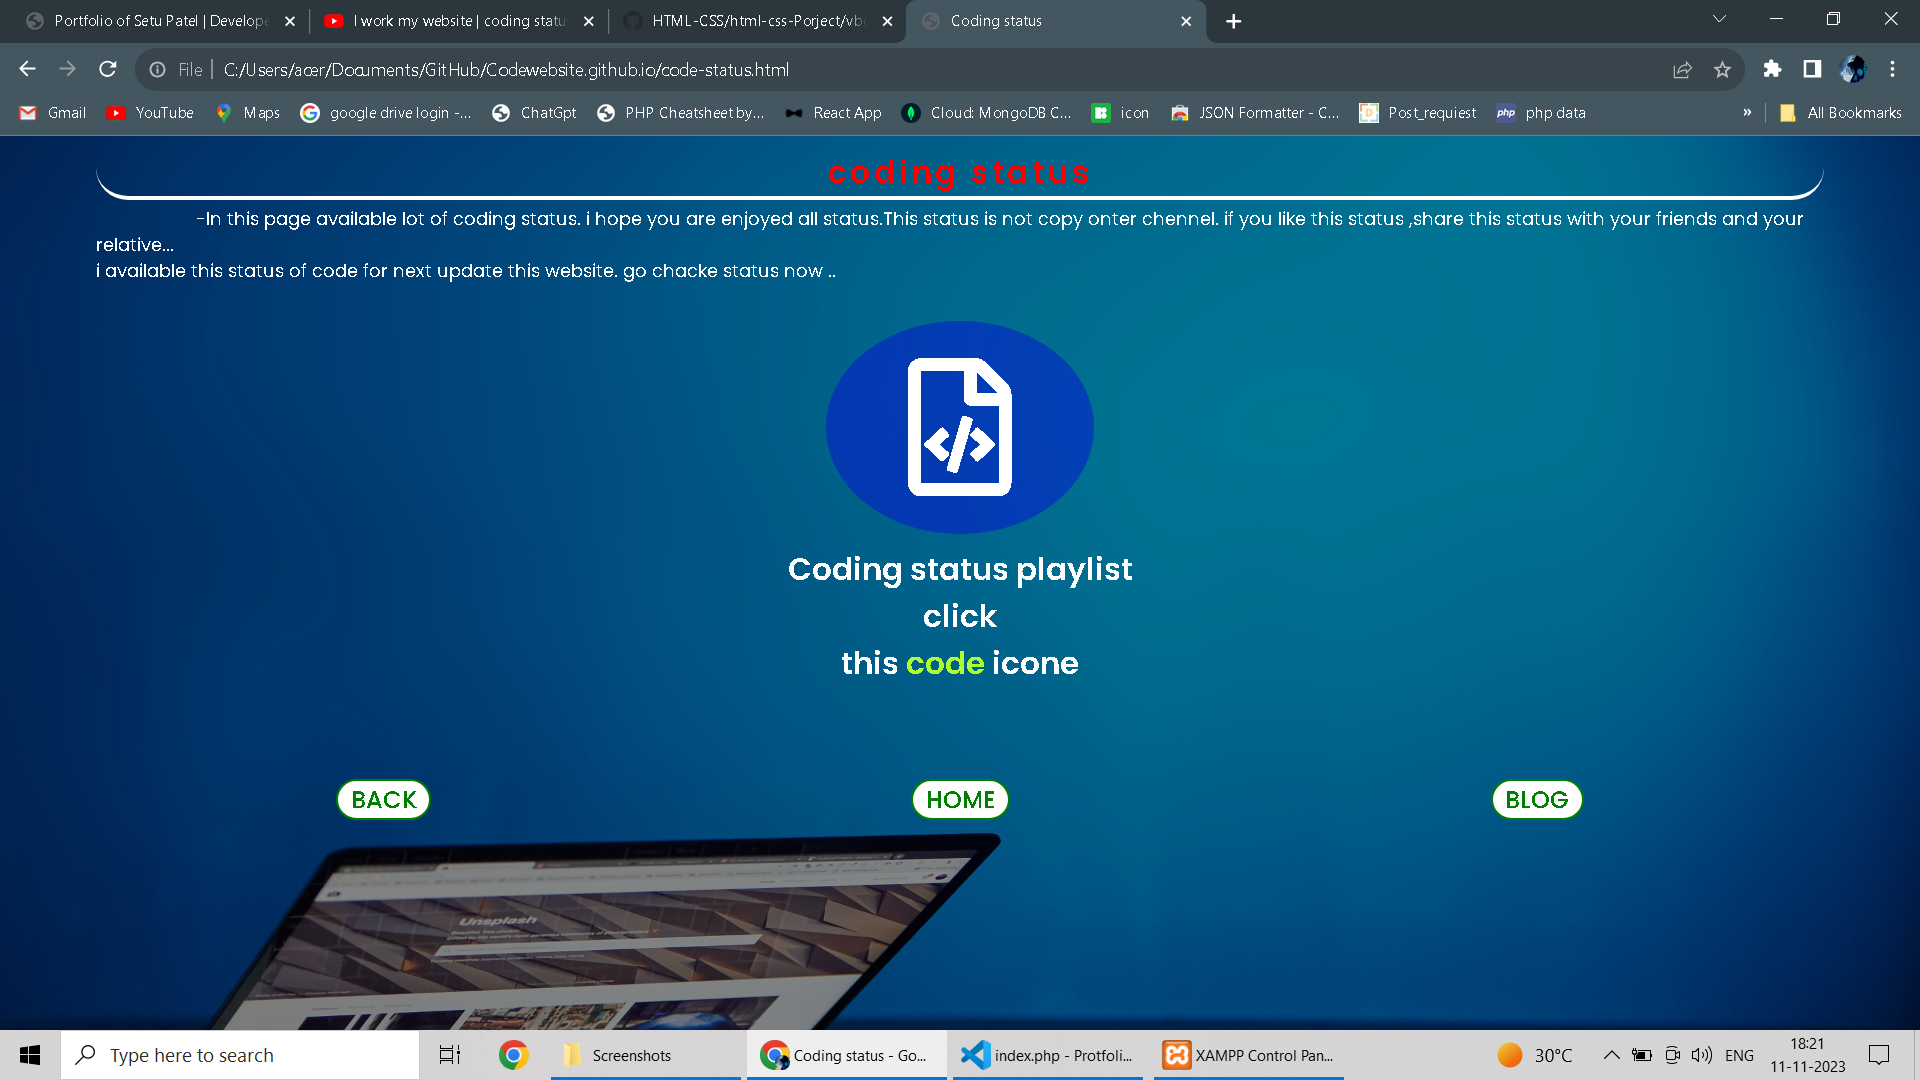 Portfolio of Setu Patel | Develope
I work my website | coding statu
HTML-CSS/html-css-Porject/vbc
Coding status
File
C:/Users/acer/Documents/GitHub/Codewebsite.github.io/code-status.html
Gmail
YouTube
Maps
google drive login -...
ChatGpt
PHP Cheatsheet by...
React App
Cloud: MongoDB C...
icon
JSON Formatter - C...
Post_requiest
php
php data
»
All Bookmarks
coding status
-In this page available lot of coding status. i hope you are enjoyed all status.This status is not copy onter chennel. if you like this status ,share this status with your friends and your
relative...
i available this status of code for next update this website. go chacke status now ..
</>
Coding status playlist
click
this code icone
BACK
HOME
BLOG
Unsplash
Type here to search
Screenshots
Coding status - Go...
index.php - Protfoli...
XAMPP Control Pan...
30°C
ENG
18:21
11-11-2023